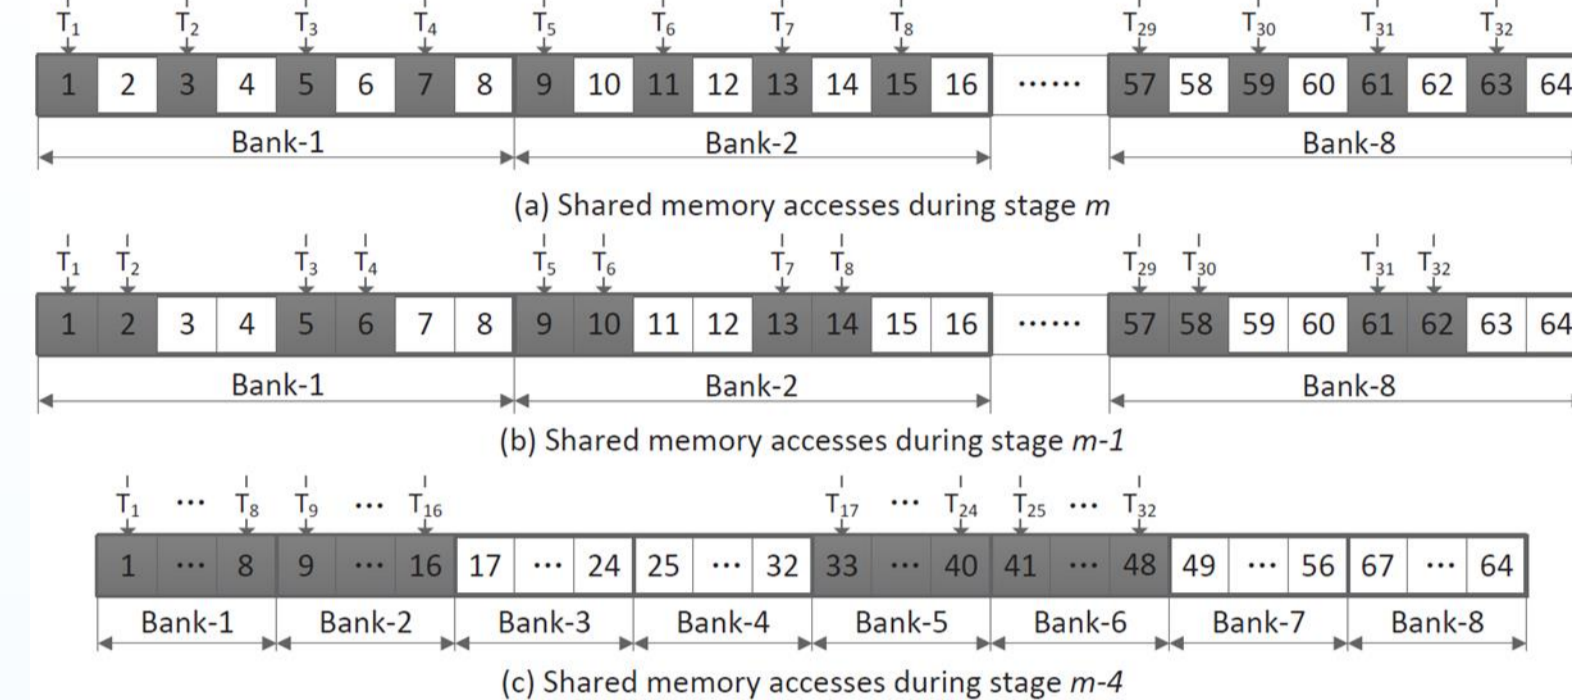 T1 T2 T3 T4 T5 T6 T7 T8 T29 T30 T31 T32
1 2 3 4 5 6 7 8 9 10 11 12 13 14 15 16 ······ 57 58 59 60 61 62 63 64
Bank-1 Bank-2 Bank-8
(a) Shared memory accesses during stage m
T1 T2 T3 T4 T5 T6 T7 T8 T29 T30 T31 T32
1 2 3 4 5 6 7 8 9 10 11 12 13 14 15 16 ······ 57 58 59 60 61 62 63 64
Bank-1 Bank-2 Bank-8
(b) Shared memory accesses during stage m-1
T1 ··· T8 T9 ··· T16 T17 ··· T24 T25 ··· T32
1 ··· 8 9 ··· 16 17 ··· 24 25 ··· 32 33 ··· 40 41 ··· 48 49 ··· 56 67 ··· 64
Bank-1 Bank-2 Bank-3 Bank-4 Bank-5 Bank-6 Bank-7 Bank-8
(c) Shared memory accesses during stage m-4